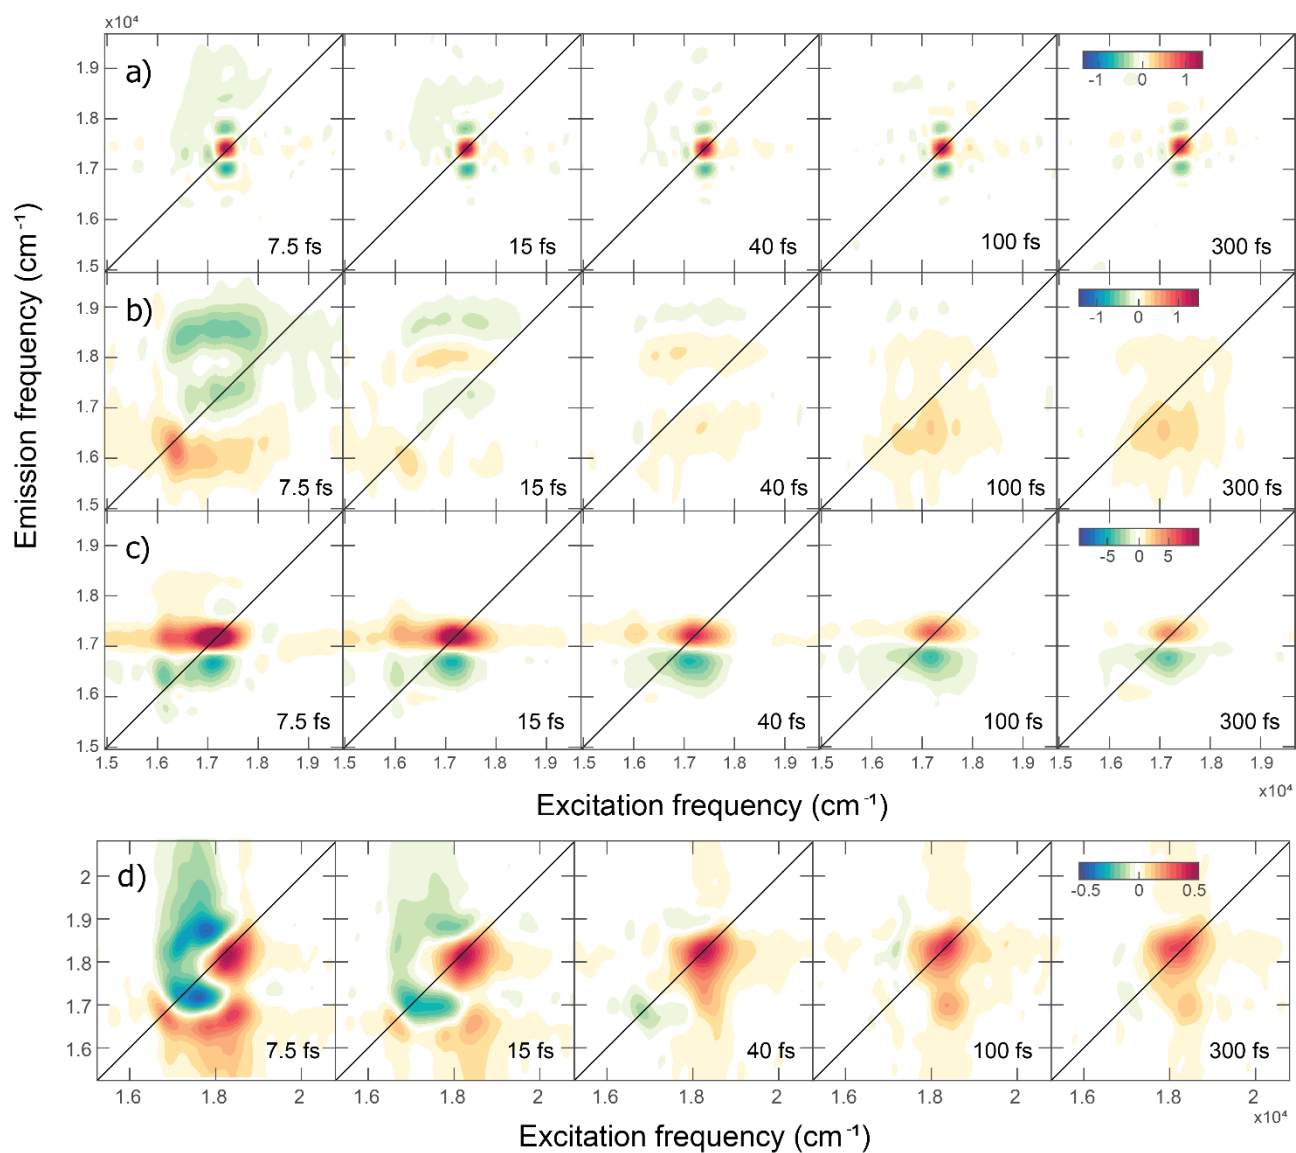 x10⁴
a)
1.9
1.8
1.7
1.6
1.5
-1 0 1
7.5 fs
15 fs
40 fs
100 fs
300 fs
b)
1.9
1.8
1.7
1.6
1.5
-1 0 1
7.5 fs
15 fs
40 fs
100 fs
300 fs
c)
1.9
1.8
1.7
1.6
1.5
-5 0 5
7.5 fs
15 fs
40 fs
100 fs
300 fs
Emission frequency (cm⁻¹)
1.5 1.6 1.7 1.8 1.9 1.5 1.6 1.7 1.8 1.9 1.5 1.6 1.7 1.8 1.9 1.5 1.6 1.7 1.8 1.9 1.5 1.6 1.7 1.8 1.9
x10⁴
Excitation frequency (cm⁻¹)
d)
2
1.9
1.8
1.7
1.6
-0.5 0 0.5
7.5 fs
15 fs
40 fs
100 fs
300 fs
1.6 1.8 2 1.6 1.8 2 1.6 1.8 2 1.6 1.8 2 1.6 1.8 2
x10⁴
Excitation frequency (cm⁻¹)